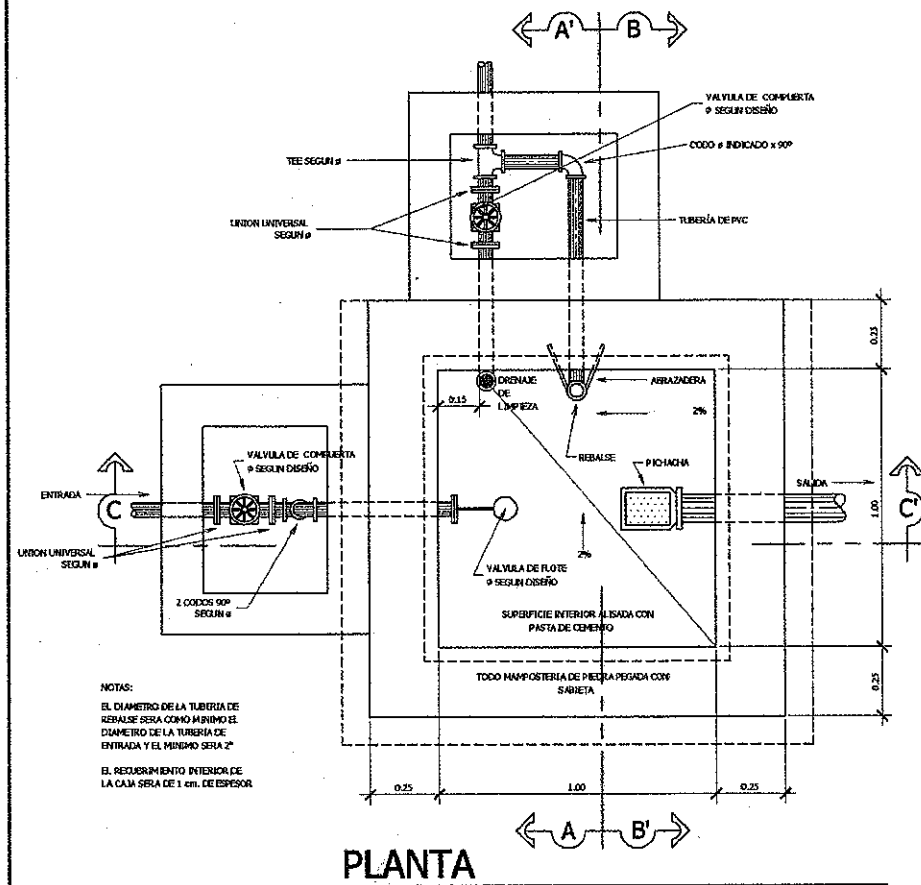 A' B
VALVULA DE COMPUERTA
Ø SEGUN DISEÑO
TEE SEGUN ø
CODO ø INDICADO x 90º
UNION UNIVERSAL
SEGUN ø
TUBERÍA DE PVC
0.25
DRENAJE
DE
LIMPIEZA
ABRAZADERA
0.15
2%
REBALSE
PICHACHA
VALVULA DE COMPUERTA
Ø SEGUN DISEÑO
SALIDA
ENTRADA
C
C'
1.00
UNION UNIVERSAL
SEGUN ø
2%
VALVULA DE FLOTE
Ø SEGUN DISEÑO
2 CODOS 90º
SEGUN ø
SUPERFICIE INTERIOR ALISADA CON
PASTA DE CEMENTO
TODO MAMPOSTERIA DE PIEDRA PEGADA CON
SABIETA
0.25
NOTAS:
EL DIAMETRO DE LA TUBERIA DE
REBALSE SERA COMO MINIMO EL
DIAMETRO DE LA TUBERIA DE
ENTRADA Y EL MINIMO SERA 2"
EL RECUBRIMIENTO INTERIOR DE
LA CAJA SERA DE 1 cm. DE ESPESOR
0.25 1.00 0.25
A B'
PLANTA